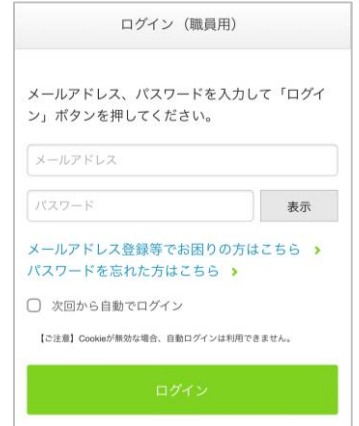 ログイン（職員用）
メールアドレス、パスワードを入力して「ログイ
ン」ボタンを押してください。
メールアドレス
パスワード 表示
メールアドレス登録等でお困りの方はこちら
パスワードを忘れた方はこちら
次回から自動でログイン
【ご注意】Cookieが無効な場合、自動ログインは利用できません。
ログイン